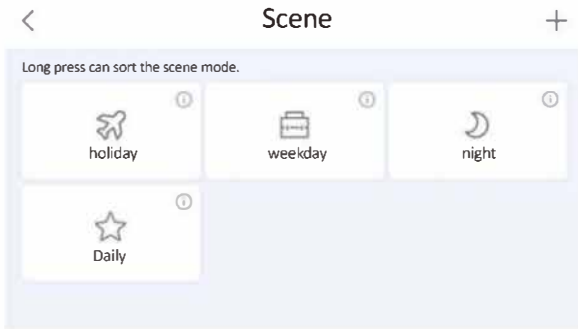 Scene
Long press can sort the scene mode.
holiday
weekday
night
Daily